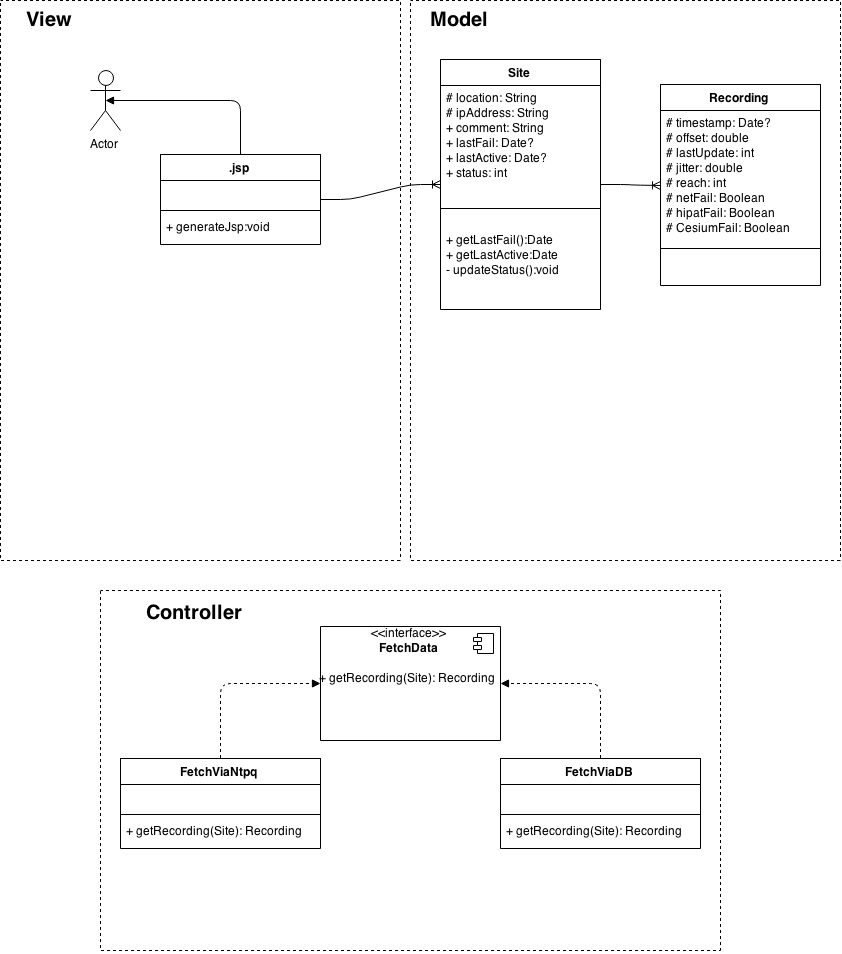 View
Actor
.jsp
+ generateJsp:void
Model
Site
# location: String
# ipAddress: String
+ comment: String
+ lastFail: Date?
+ lastActive: Date?
+ status: int
+ getLastFail():Date
+ getLastActive:Date
- updateStatus():void
Recording
# timestamp: Date?
# offset: double
# lastUpdate: int
# jitter: double
# reach: int
# netFail: Boolean
# hipatFail: Boolean
# CesiumFail: Boolean
Controller
<<interface>>
FetchData
+ getRecording(Site): Recording
FetchViaNtpq
+ getRecording(Site): Recording
FetchViaDB
+ getRecording(Site): Recording